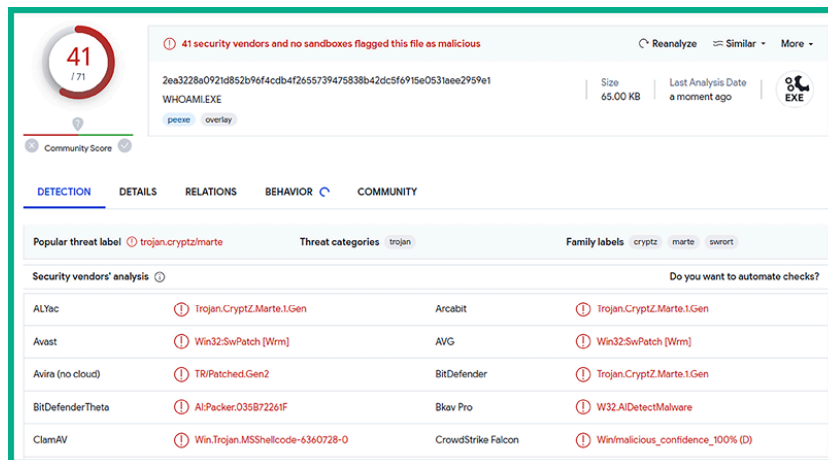 41
/ 71
Community Score
41 security vendors and no sandboxes flagged this file as malicious
Reanalyze Similar More
2ea3228a0921d852b96f4cdb4f2655739475838b42dc5f6915e0531aee2959e1
WHOAMI.EXE
peexe overlay
Size
65.00 KB
Last Analysis Date
a moment ago
EXE
DETECTION DETAILS RELATIONS BEHAVIOR COMMUNITY
Popular threat label trojan.cryptz/marte Threat categories trojan Family labels cryptz marte swrort
Security vendors' analysis Do you want to automate checks?
ALYac Trojan.CryptZ.Marte.1.Gen Arcabit Trojan.CryptZ.Marte.1.Gen
Avast Win32:SwPatch [Wrm] AVG Win32:SwPatch [Wrm]
Avira (no cloud) TR/Patched.Gen2 BitDefender Trojan.CryptZ.Marte.1.Gen
BitDefenderTheta AI:Packer.035B72261F Bkav Pro W32.AIDetectMalware
ClamAV Win.Trojan.MSShellcode-6360728-0 CrowdStrike Falcon Win/malicious_confidence_100% (D)